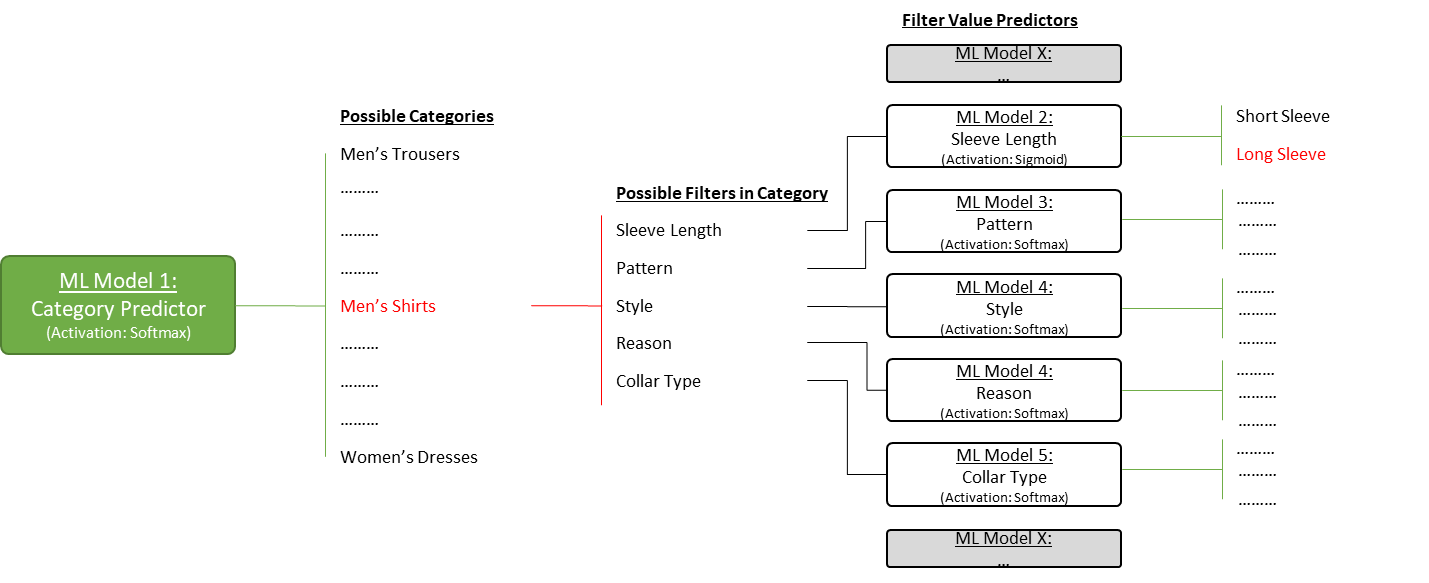 Filter Value Predictors
ML Model X:
...
Possible Categories
Men’s Trousers
.........
.........
.........
Men’s Shirts
.........
.........
.........
Women’s Dresses
ML Model 1:
Category Predictor
(Activation: Softmax)
Possible Filters in Category
Sleeve Length
Pattern
Style
Reason
Collar Type
ML Model 2:
Sleeve Length
(Activation: Sigmoid)
Short Sleeve
Long Sleeve
ML Model 3:
Pattern
(Activation: Softmax)
.........
.........
.........
ML Model 4:
Style
(Activation: Softmax)
.........
.........
.........
ML Model 4:
Reason
(Activation: Softmax)
.........
.........
.........
ML Model 5:
Collar Type
(Activation: Softmax)
.........
.........
.........
ML Model X:
...